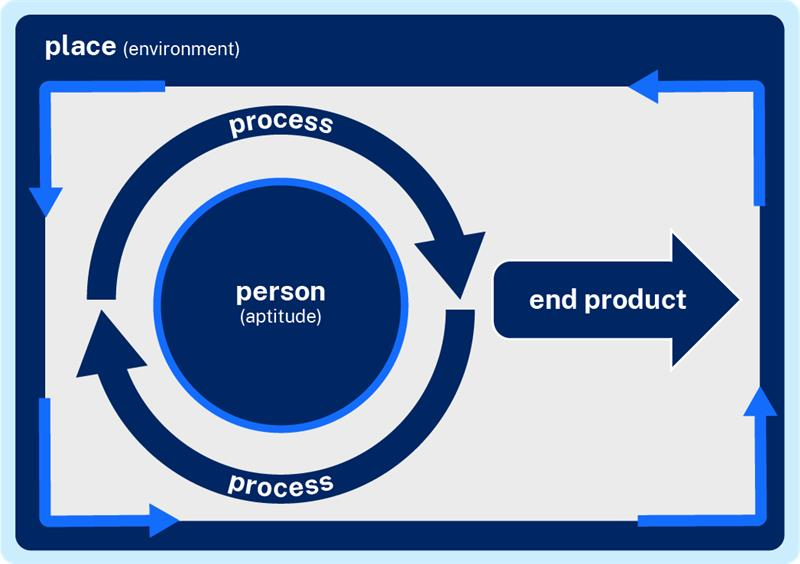 place (environment)
process
person
(aptitude)
end product
process